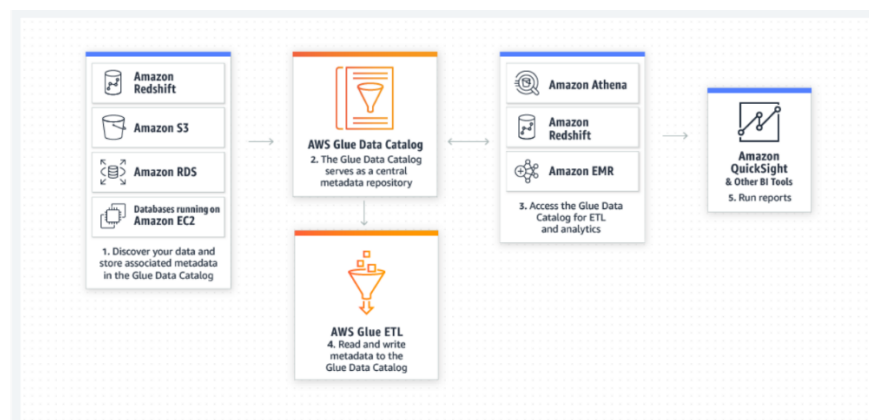 Amazon
Redshift
Amazon S3
Amazon RDS
Databases running on
Amazon EC2
1. Discover your data and
store associated metadata
in the Glue Data Catalog
AWS Glue Data Catalog
2. The Glue Data Catalog
serves as a central
metadata repository
AWS Glue ETL
4. Read and write
metadata to the
Glue Data Catalog
Amazon Athena
Amazon
Redshift
Amazon EMR
3. Access the Glue Data
Catalog for ETL
and analytics
Amazon
QuickSight
& Other BI Tools
5. Run reports